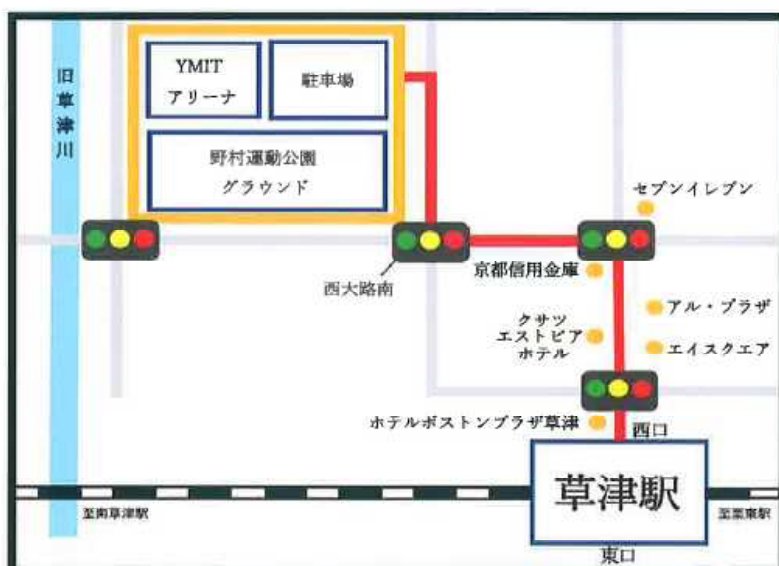 旧草津川
YMIT
アリーナ
駐車場
野村運動公園
グラウンド
セブンイレブン
西大路南
京都信用金庫
アル・プラザ
クサツ
エストピア
ホテル
エイスクエア
ホテルボストンプラザ草津
西口
草津駅
至南草津駅
至栗東駅
東口